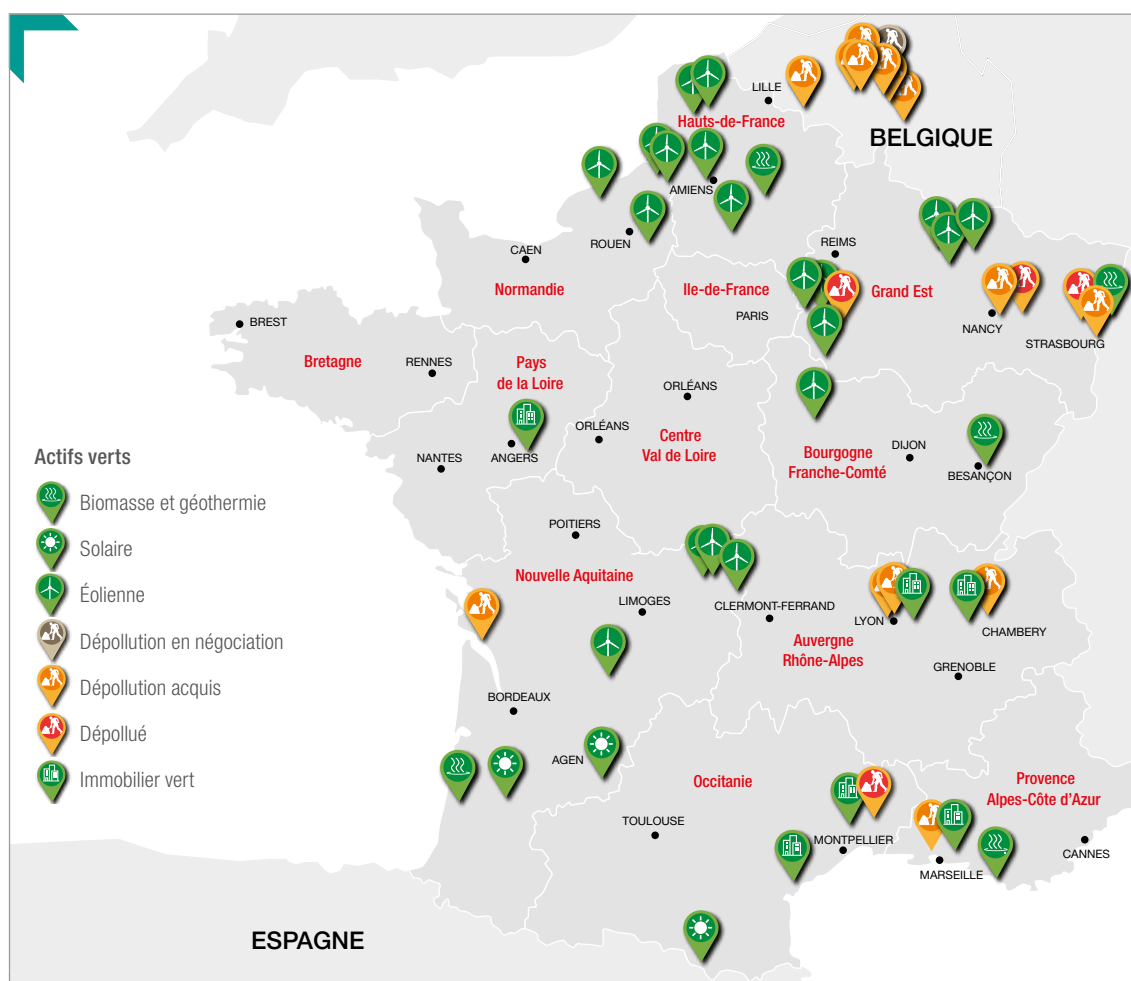 LILLE
Hauts-de-France
BELGIQUE
AMIENS
ROUEN
REIMS
CAEN
Normandie
Ile-de-France
Grand Est
PARIS
NANCY
STRASBOURG
BREST
Bretagne
RENNES
Pays
de la Loire
ORLÉANS
ORLÉANS
Centre
Val de Loire
Bourgogne
Franche-Comté
DIJON
BESANÇON
NANTES
ANGERS
Actifs verts
Biomasse et géothermie
Solaire
Éolienne
Dépollution en négociation
Dépollution acquis
Dépollué
Immobilier vert
POITIERS
Nouvelle Aquitaine
LIMOGES
CLERMONT-FERRAND
LYON
CHAMBERY
Auvergne
Rhône-Alpes
GRENOBLE
BORDEAUX
AGEN
Occitanie
Provence
Alpes-Côte d'Azur
TOULOUSE
MONTPELLIER
MARSEILLE
CANNES
ESPAGNE